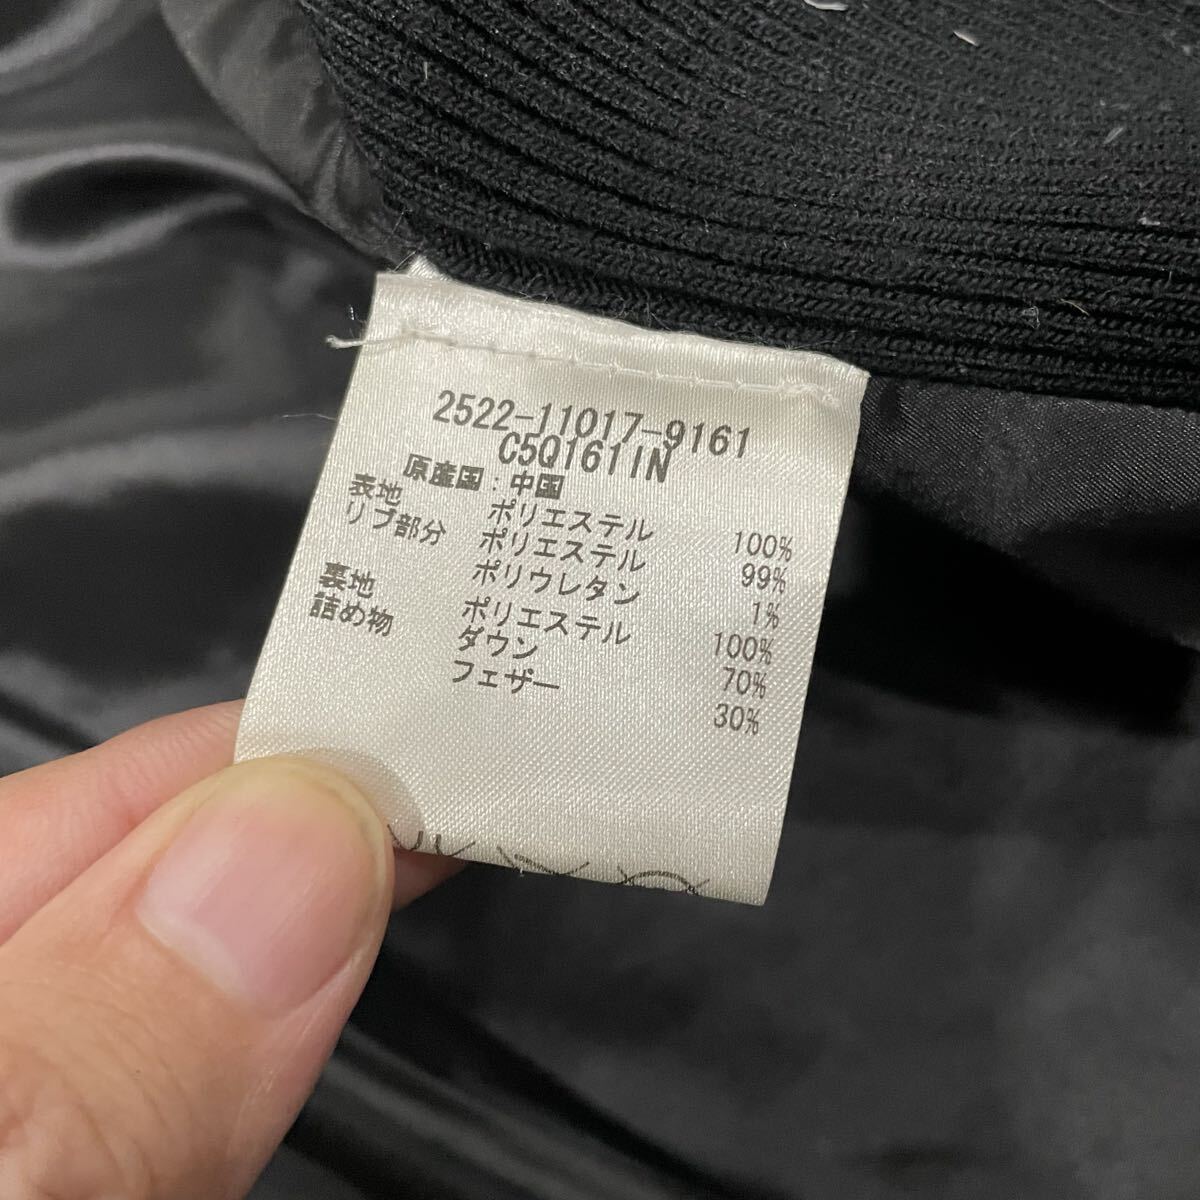 2522-11017-9161
C5Q1611N
原産国：中国
表地 ポリエステル 100%
リブ部分 ポリエステル 99%
ポリウレタン 1%
裏地 ポリエステル 100%
詰め物 ダウン 70%
フェザー 30%